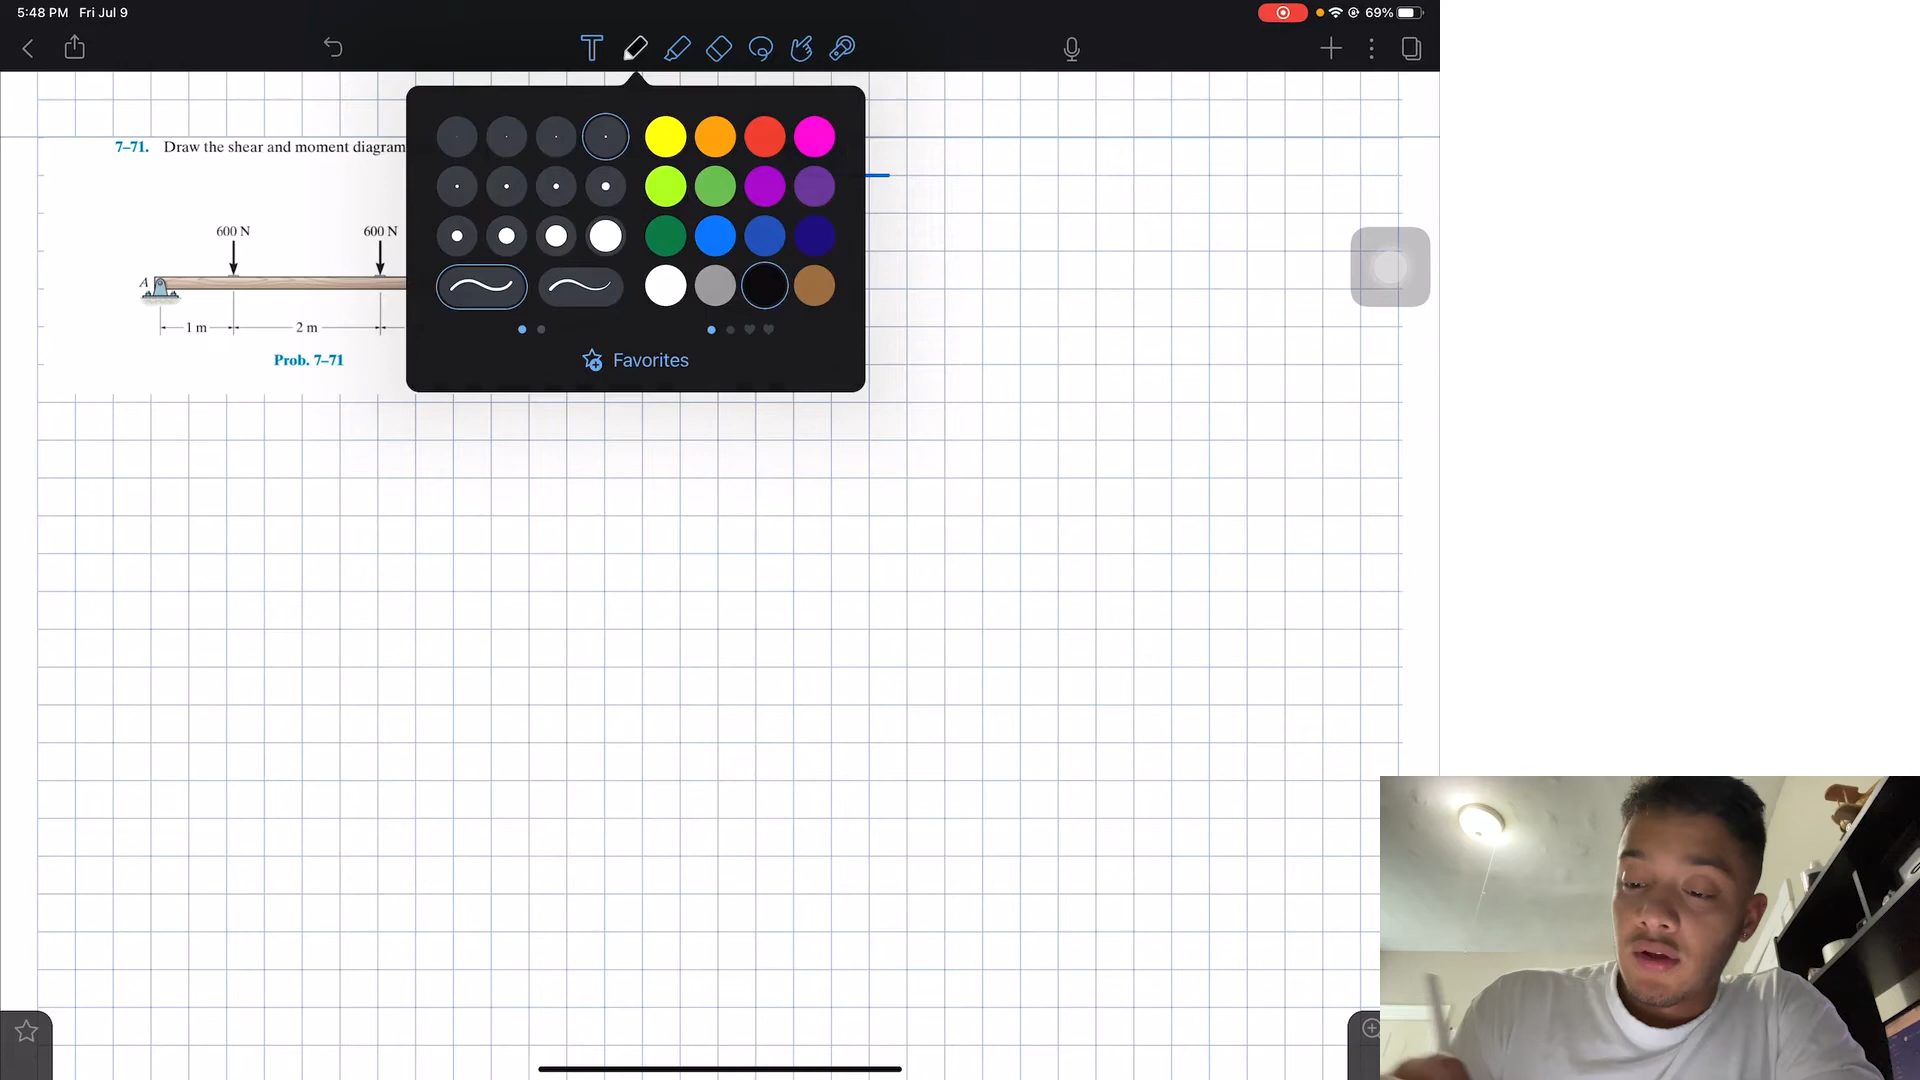 5:48 PM Fri Jul 9
69%
T
7–71. Draw the shear and moment diagram
600 N
600 N
A
1 m
2 m
Prob. 7–71
Favorites